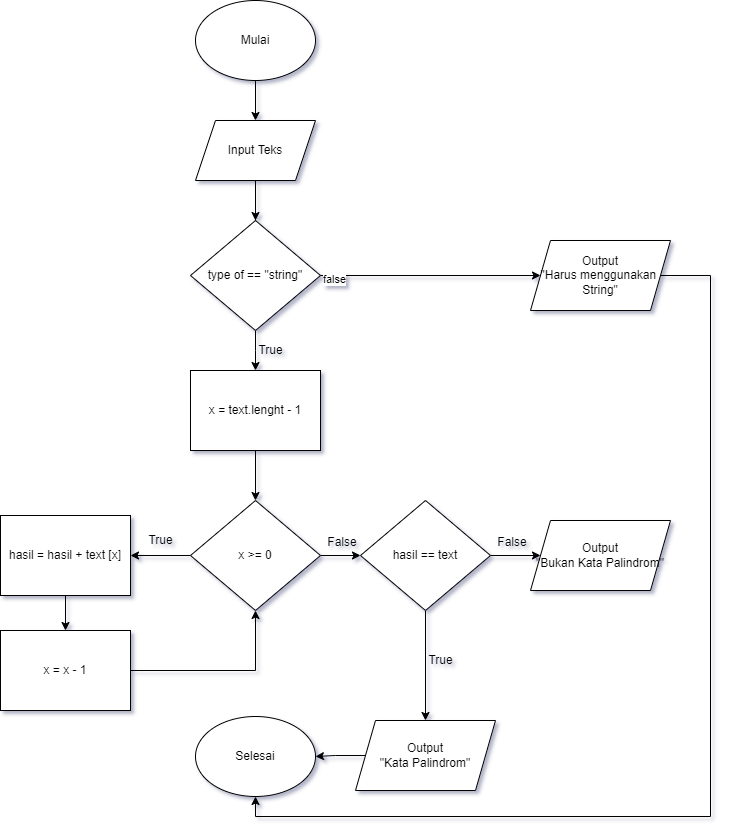 Mulai
Input Teks
type of == "string"
false
Output
"Harus menggunakan
String"
True
x = text.lenght - 1
x >= 0
True
hasil = hasil + text [x]
x = x - 1
False
hasil == text
False
Output
"Bukan Kata Palindrom"
True
Output
"Kata Palindrom"
Selesai